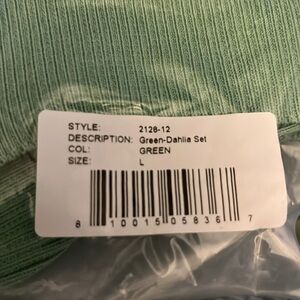 STYLE: 2126-12
DESCRIPTION: Green-Dahlia Set
COL: GREEN
SIZE: L
8 10015 05836 7